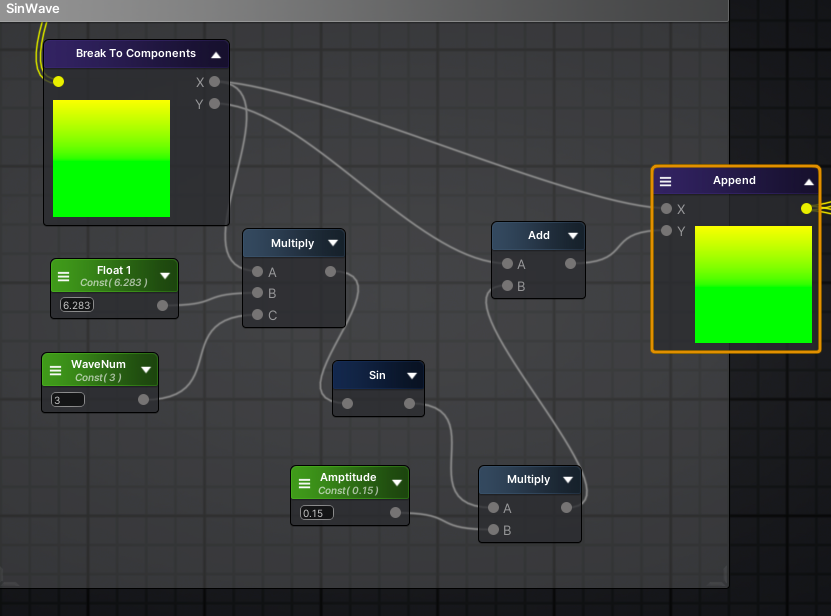 SinWave
Break To Components
X
Y
Append
X
Y
Add
A
B
Multiply
A
B
C
Float 1
Const( 6.283 )
6.283
WaveNum
Const( 3 )
3
Sin
Amptitude
Const( 0.15 )
0.15
Multiply
A
B